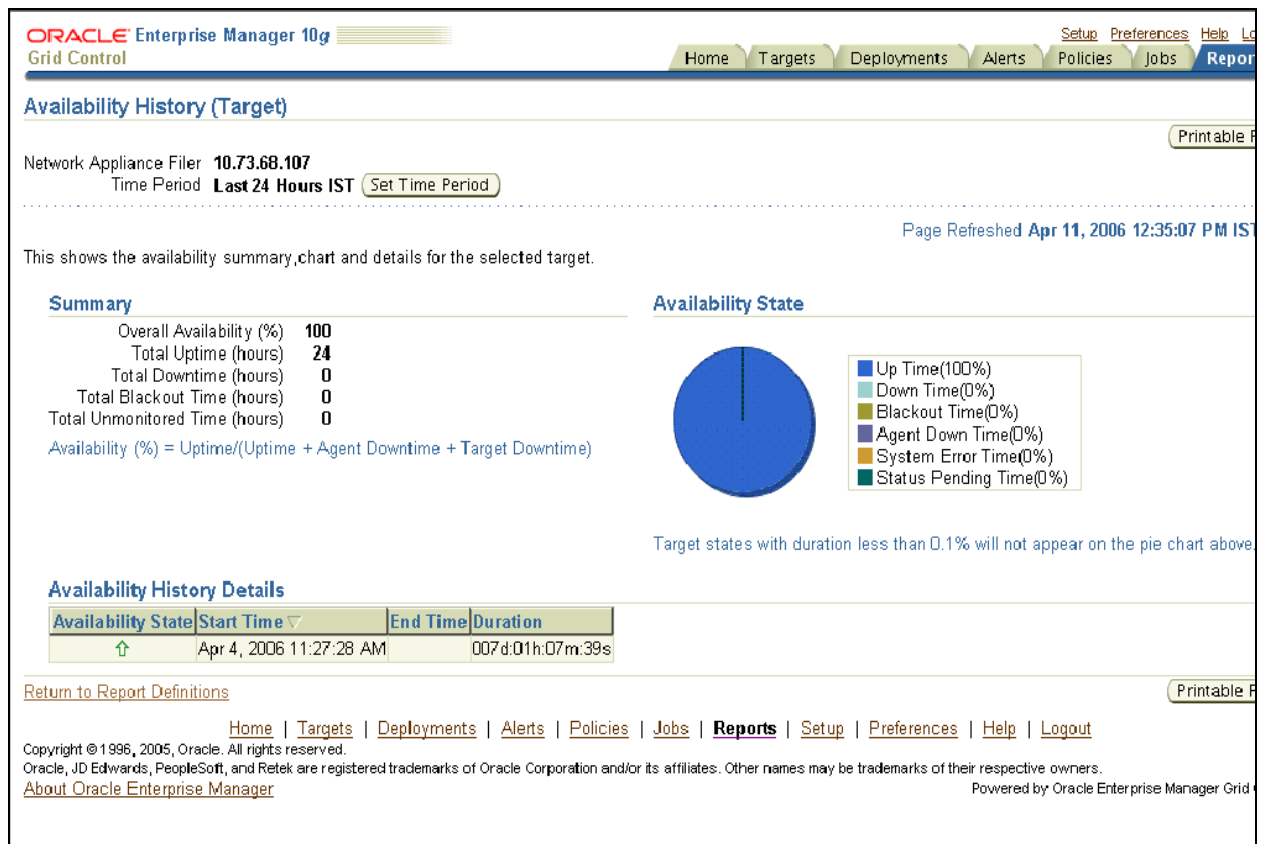 ORACLE Enterprise Manager 10g
Grid Control
Setup Preferences Help
Home Targets Deployments Alerts Policies Jobs
Availability History (Target)
Printable
Network Appliance Filer 10.73.68.107
Time Period Last 24 Hours IST Set Time Period
Page Refreshed Apr 11, 2006 12:35:07 PM IST
This shows the availability summary,chart and details for the selected target.
Summary
Overall Availability (%) 100
Total Uptime (hours) 24
Total Downtime (hours) 0
Total Blackout Time (hours) 0
Total Unmonitored Time (hours) 0
Availability (%) = Uptime/(Uptime + Agent Downtime + Target Downtime)
Availability State
Up Time(100%)
Down Time(0%)
Blackout Time(0%)
Agent Down Time(0%)
System Error Time(0%)
Status Pending Time(0%)
Target states with duration less than 0.1% will not appear on the pie chart above.
Availability History Details
Availability State Start Time End Time Duration
Apr 4, 2006 11:27:28 AM 007d:01h:07m:39s
Return to Report Definitions
Printable
Home | Targets | Deployments | Alerts | Policies | Jobs | Reports | Setup | Preferences | Help | Logout
Copyright © 1996, 2005, Oracle. All rights reserved.
Oracle, JD Edwards, PeopleSoft, and Retek are registered trademarks of Oracle Corporation and/or its affiliates. Other names may be trademarks of their respective owners.
About Oracle Enterprise Manager
Powered by Oracle Enterprise Manager Grid